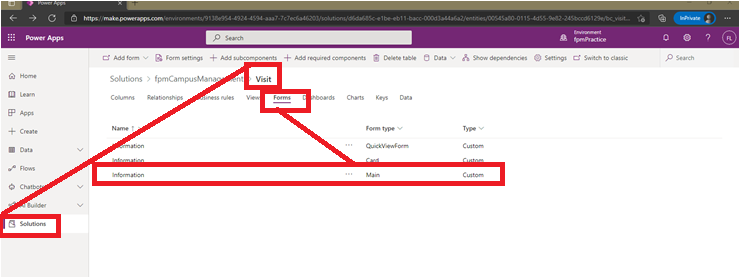 https://make.powerapps.com/environments/9138e954-4924-4594-aaa7-7c7ec6a46203/solutions/d6da685c-e1be-eb11-bacc-000d3a44a6a2/entities/00545a80-0115-4d55-9e82-245bccd6129e/bc_visit...
InPrivate
Power Apps
Search
Environment
fpmPractice
FL
Add form
Form settings
Add subcomponents
Add required components
Delete table
Data
Show dependencies
Settings
Switch to classic
Solutions > fpmCampusManagement > Visit
Home
Learn
Apps
Create
Data
Flows
Chatbots
AI Builder
Solutions
Columns
Relationships
Business rules
Views
Forms
Dashboards
Charts
Keys
Data
Name ↑
Form type
Type
Information ... QuickViewForm Custom
Information Card Custom
Information ... Main Custom